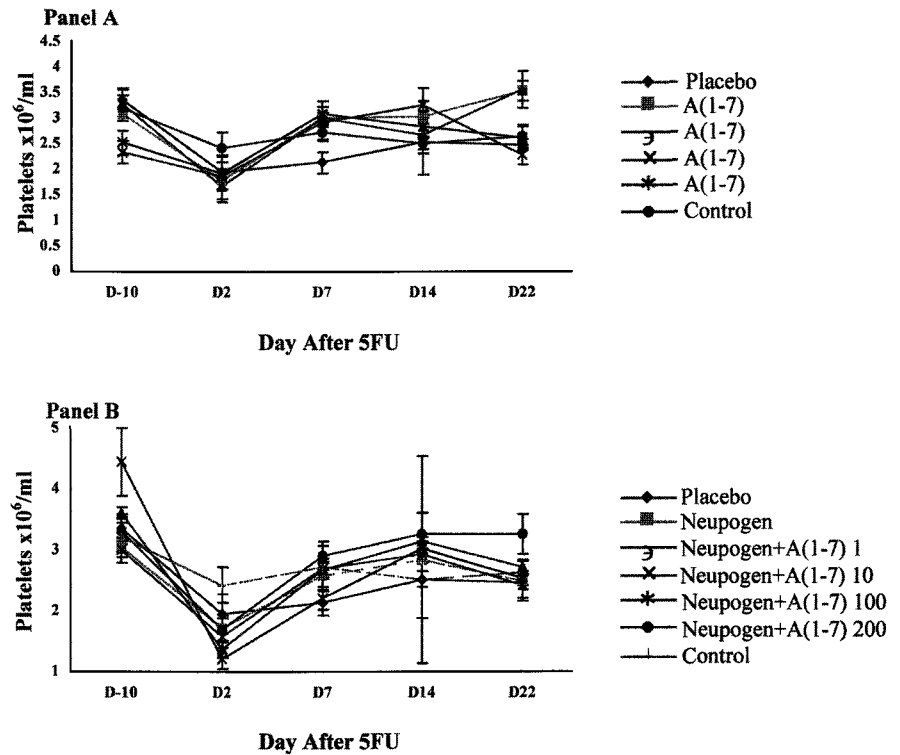 Panel A
4.5
4
3.5
3
2.5
2
1.5
1
0.5
0
Platelets x10⁶/ml
D-10 D2 D7 D14 D22
Day After 5FU
Placebo
A(1-7)
A(1-7)
A(1-7)
A(1-7)
Control
Panel B
5
4
3
2
1
Platelets x10⁶/ml
D-10 D2 D7 D14 D22
Day After 5FU
Placebo
Neupogen
Neupogen+A(1-7) 1
Neupogen+A(1-7) 10
Neupogen+A(1-7) 100
Neupogen+A(1-7) 200
Control